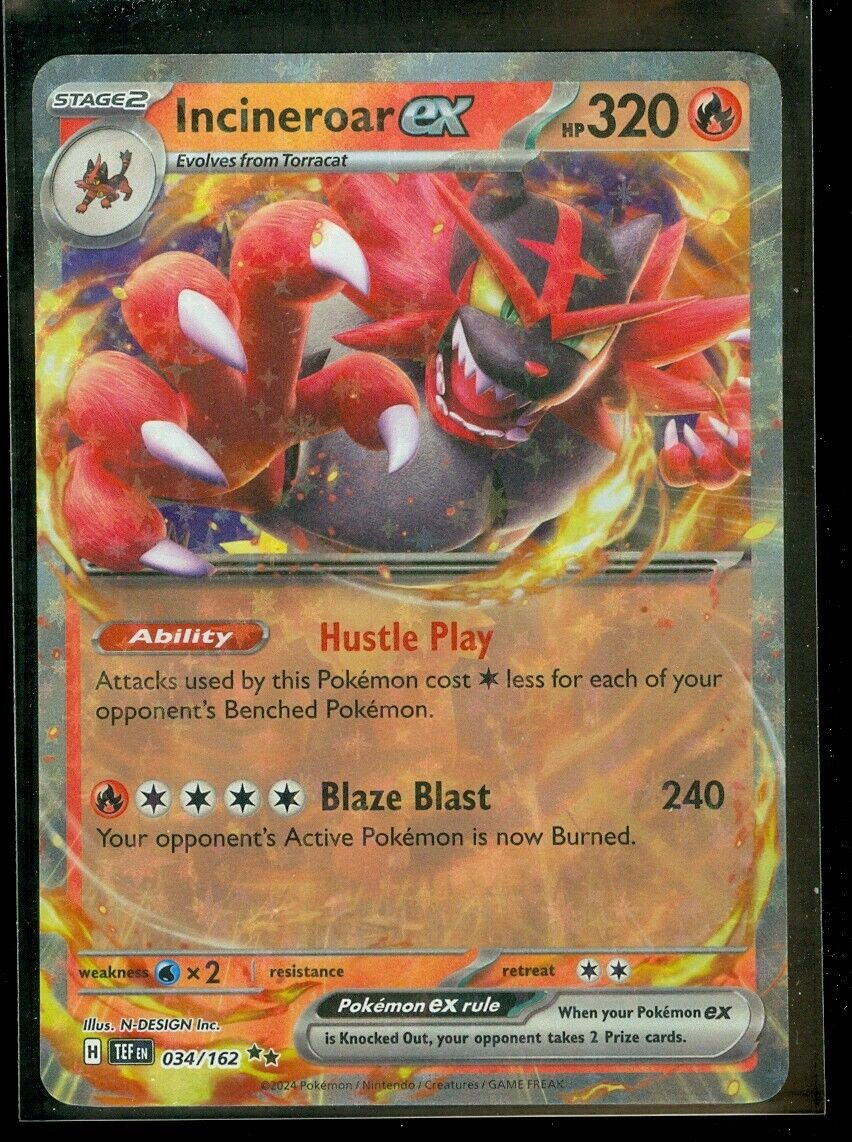 STAGE2
Incineroar ex HP320
Evolves from Torracat
Ability Hustle Play
Attacks used by this Pokémon cost less for each of your
opponent's Benched Pokémon.
Blaze Blast 240
Your opponent's Active Pokémon is now Burned.
weakness ×2 resistance retreat
Pokémon ex rule When your Pokémon ex
is Knocked Out, your opponent takes 2 Prize cards.
Illus. N-DESIGN Inc.
H TEF EN 034/162
©2024 Pokémon / Nintendo / Creatures / GAME FREAK